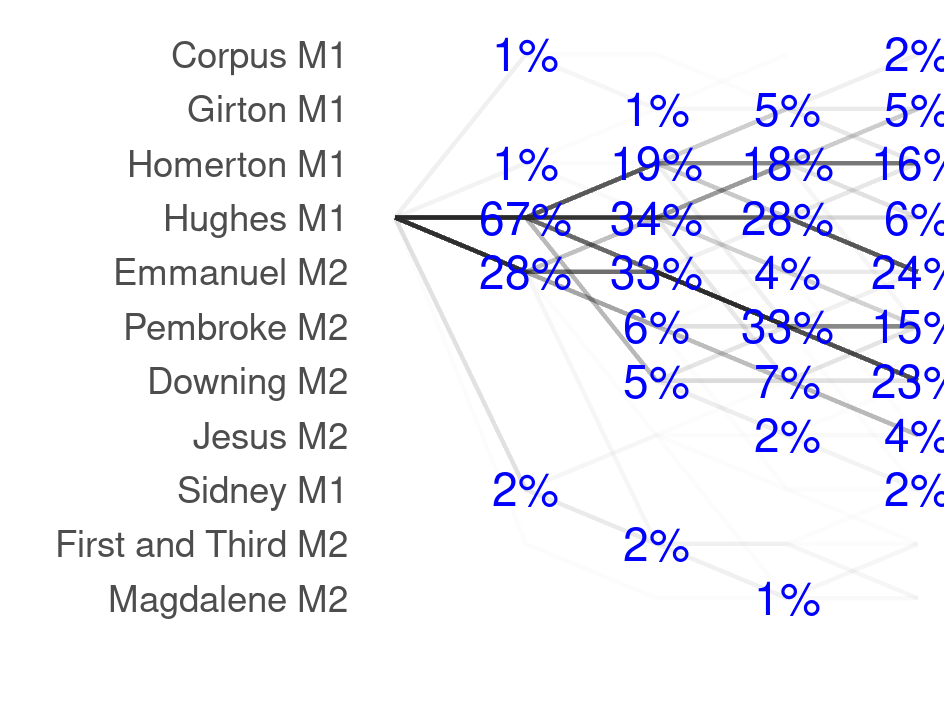 Corpus M1 1% 2%
Girton M1 1% 5% 5%
Homerton M1 1% 19% 18% 16%
Hughes M1 67% 34% 28% 6%
Emmanuel M2 28% 33% 4% 24%
Pembroke M2 6% 33% 15%
Downing M2 5% 7% 23%
Jesus M2 2% 4%
Sidney M1 2% 2%
First and Third M2 2%
Magdalene M2 1%